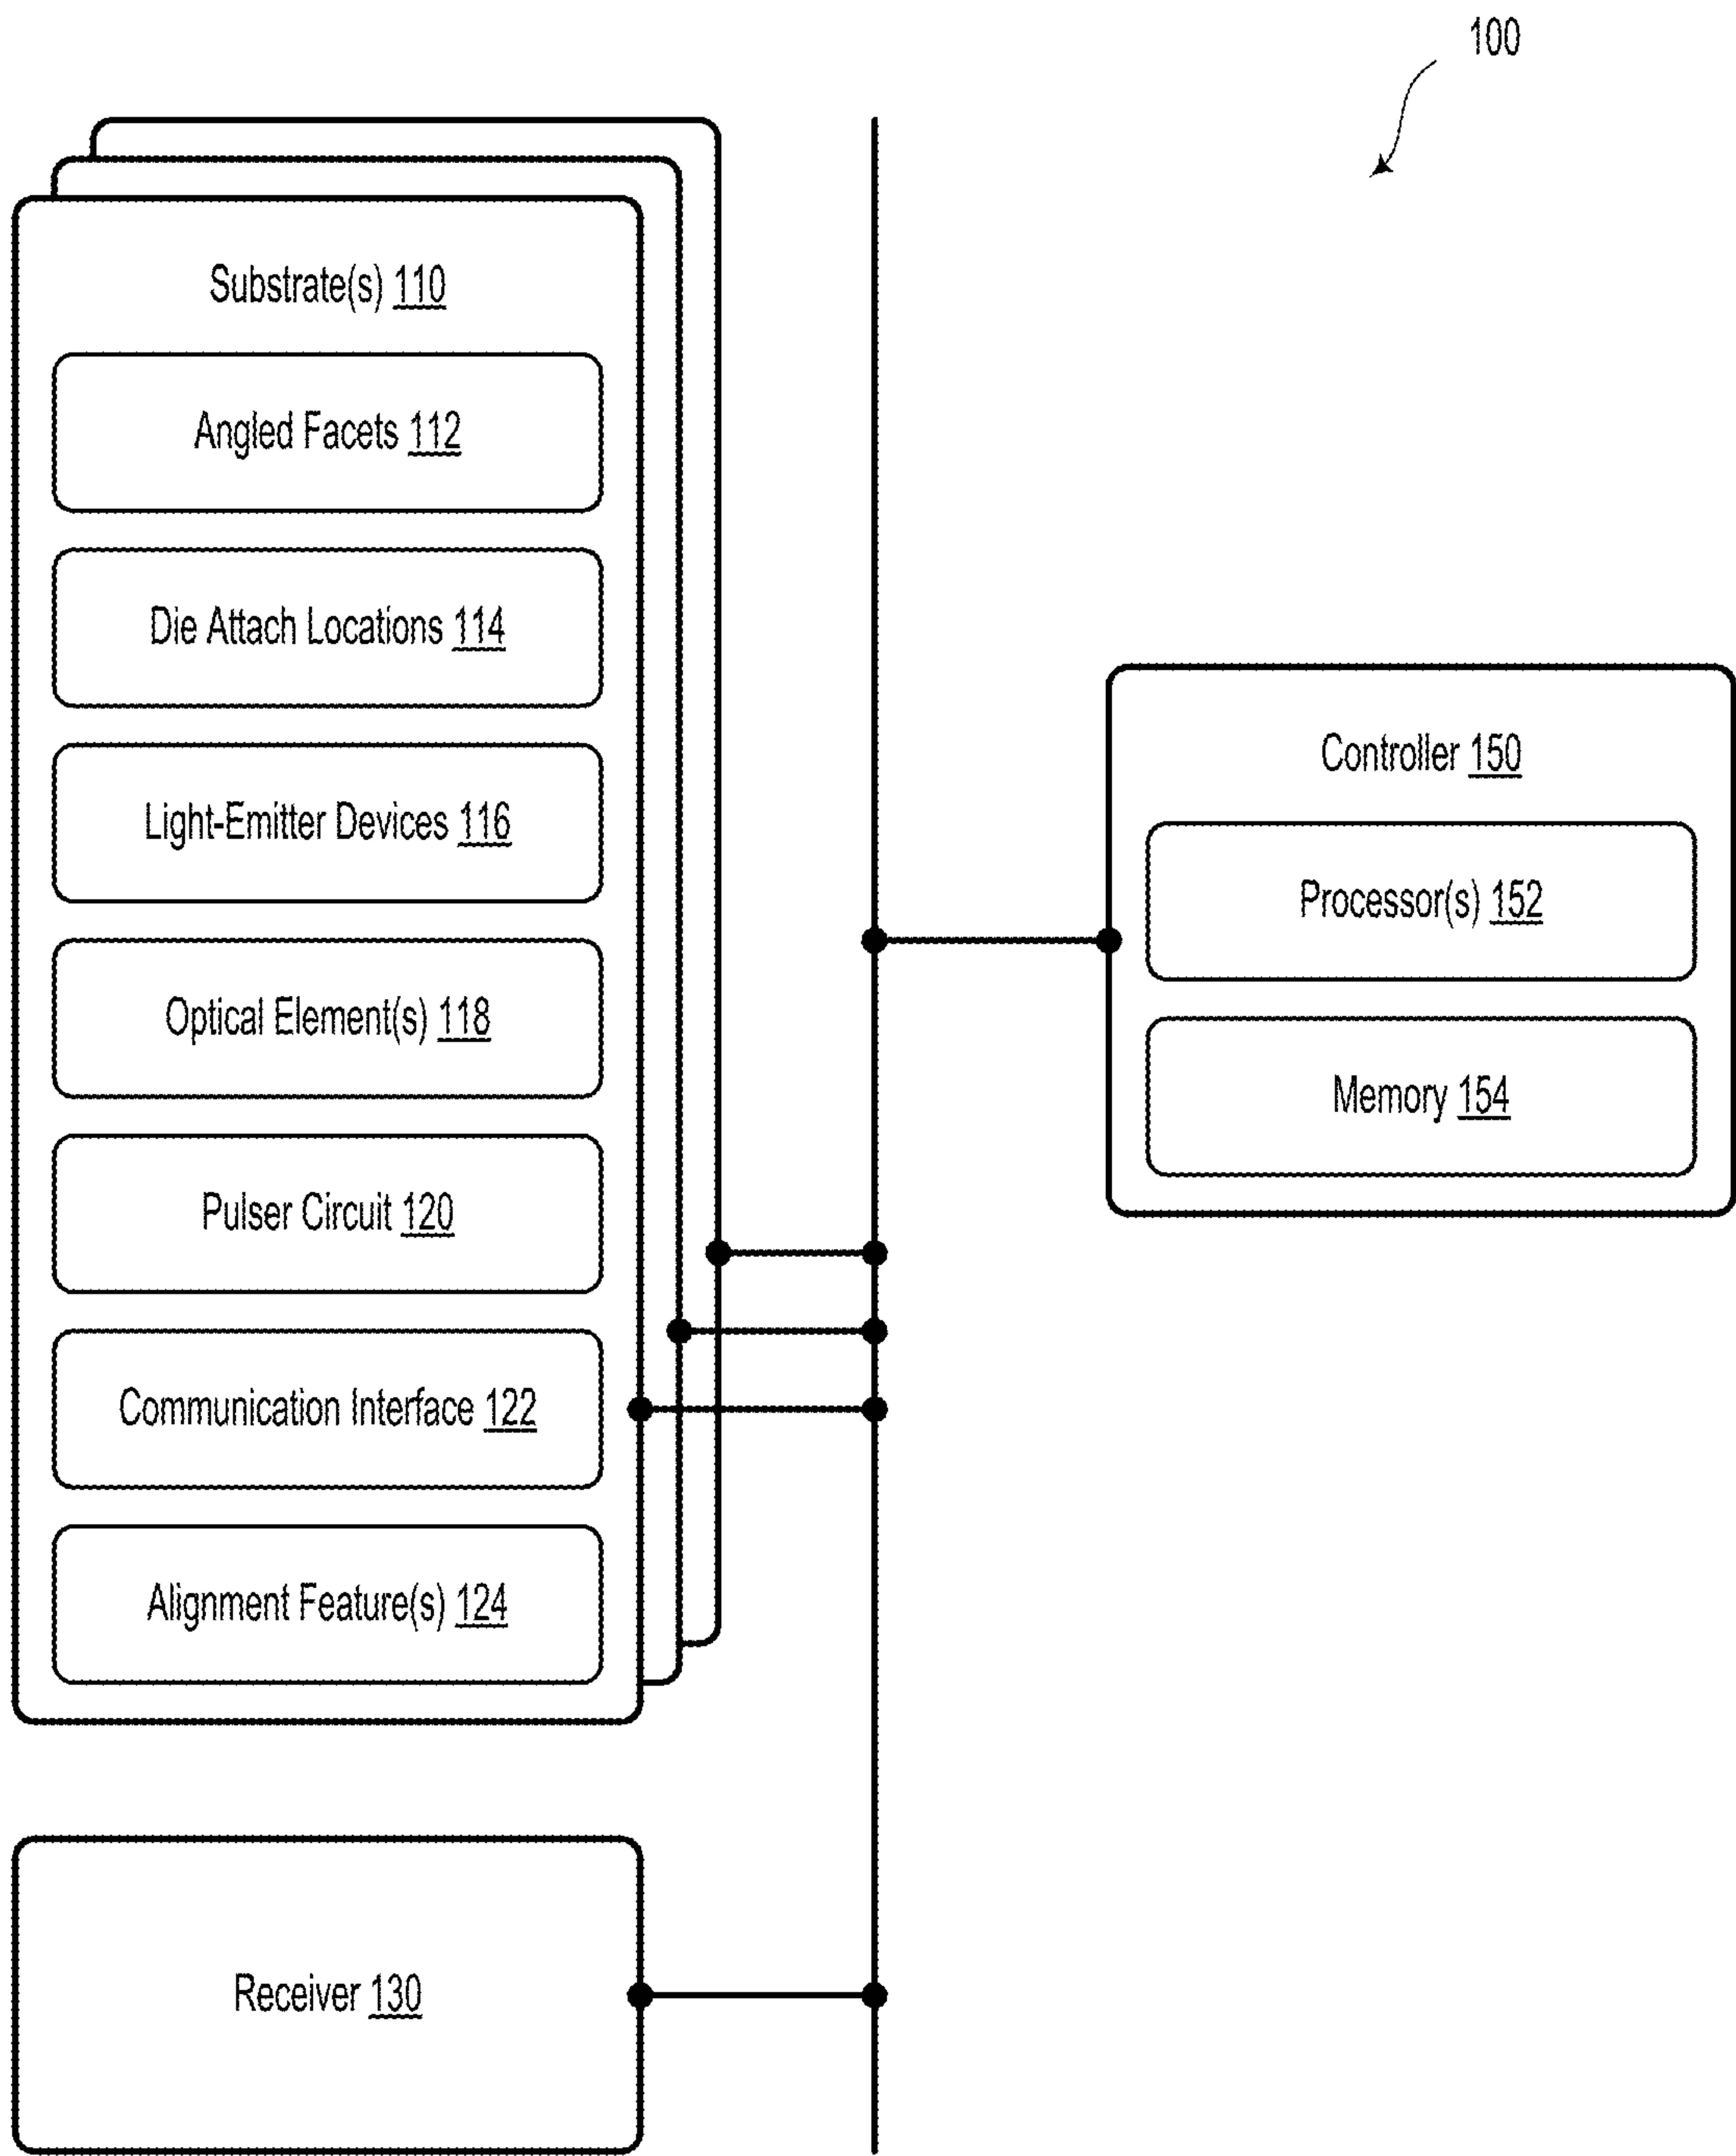 100
Substrate(s) 110
Angled Facets 112
Die Attach Locations 114
Light-Emitter Devices 116
Optical Element(s) 118
Pulser Circuit 120
Communication Interface 122
Alignment Feature(s) 124
Controller 150
Processor(s) 152
Memory 154
Receiver 130